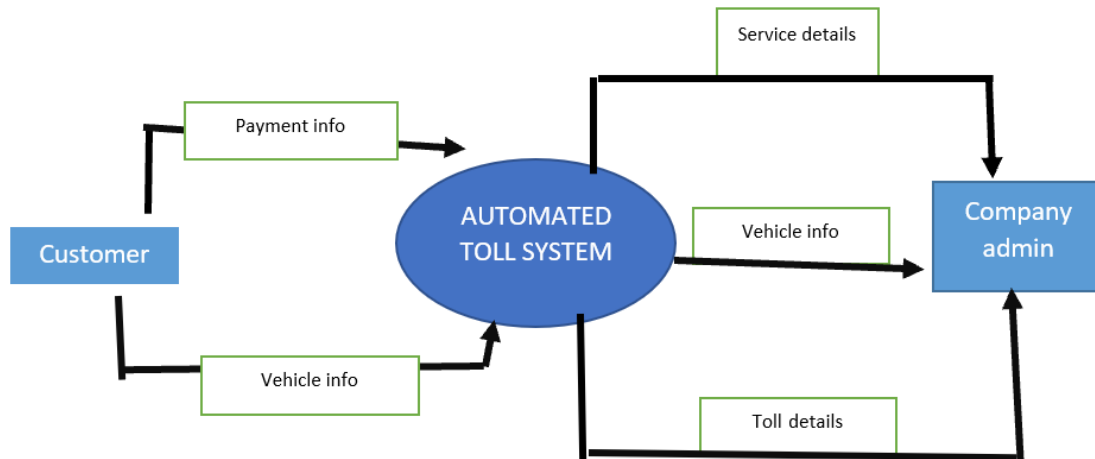 Service details
Payment info
AUTOMATED
TOLL SYSTEM
Customer
Vehicle info
Company
admin
Vehicle info
Toll details